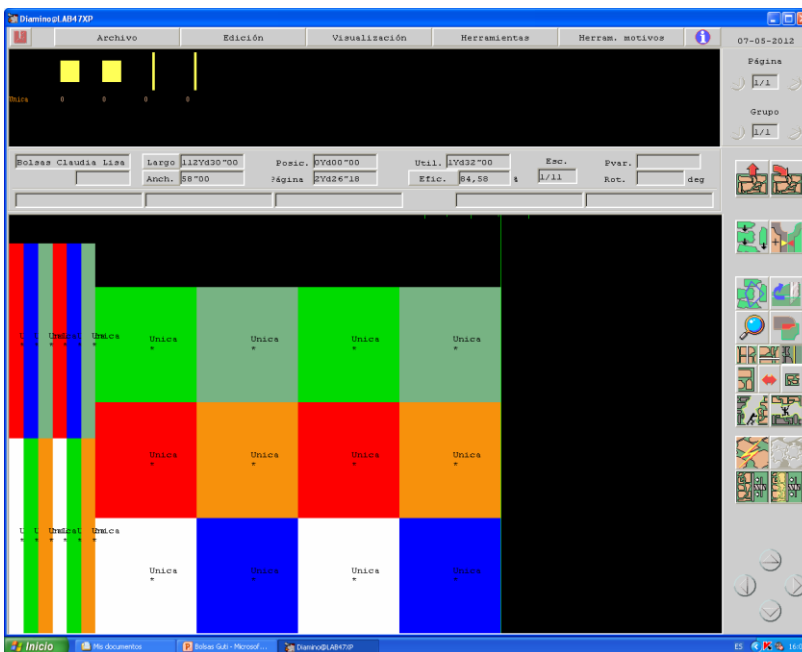 Diamino@LAB47XP
Archivo Edición Visualización Herramientas Herram. motivos
07-05-2012
Página
1/1
Grupo
1/1
Unica 0 0 0 0
Bolsas Claudia Lisa Largo 112Yd30"00 Posic. 0Yd00"00 Util. 1Yd32"00 Esc. Pvar.
Anch. 58"00 ?ágina 2Yd26"18 Efic. 84,58 % 1/11 Rot. deg
Unica Unica Unica Unica Unica
* * * * *
Unica Unica Unica Unica
* * * *
Unica Unica Unica Unica Unica
* * * * *
Inicio Mis documentos Bolsas Guti - Microsof... Diamino@LAB47XP ES